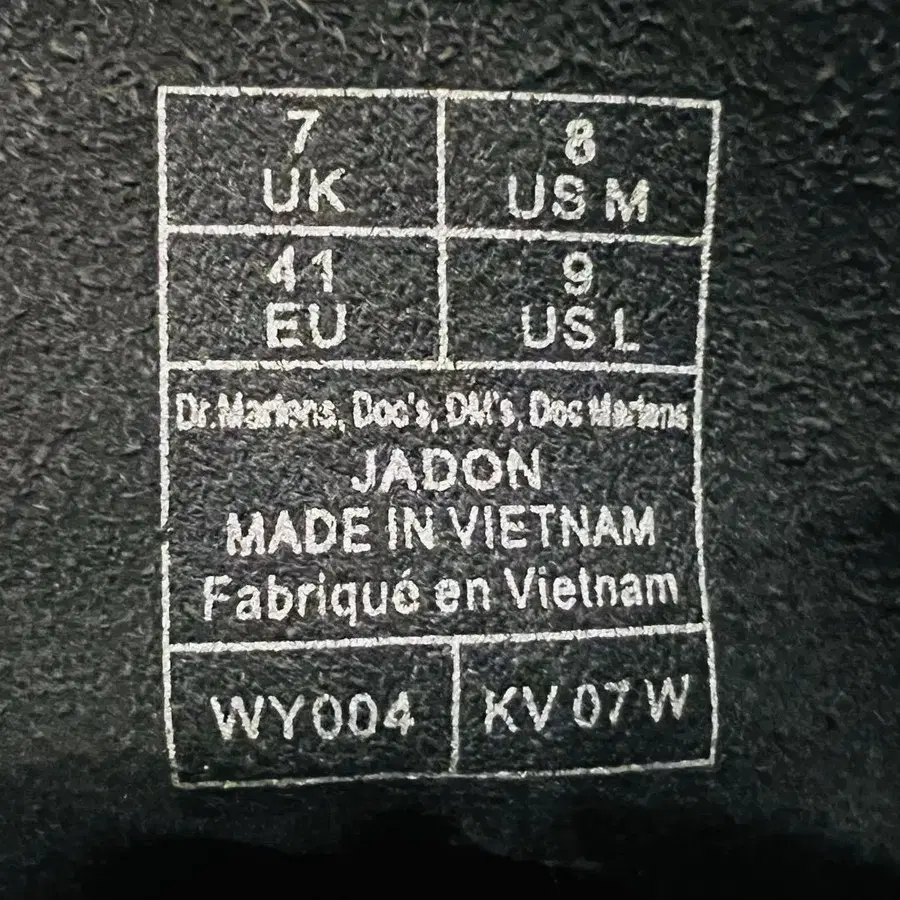 7
UK
8
US M
41
EU
9
US L
Dr.Martens, Doc's, DM's, Doc Martens
JADON
MADE IN VIETNAM
Fabriqué en Vietnam
WY004
KV 07 W